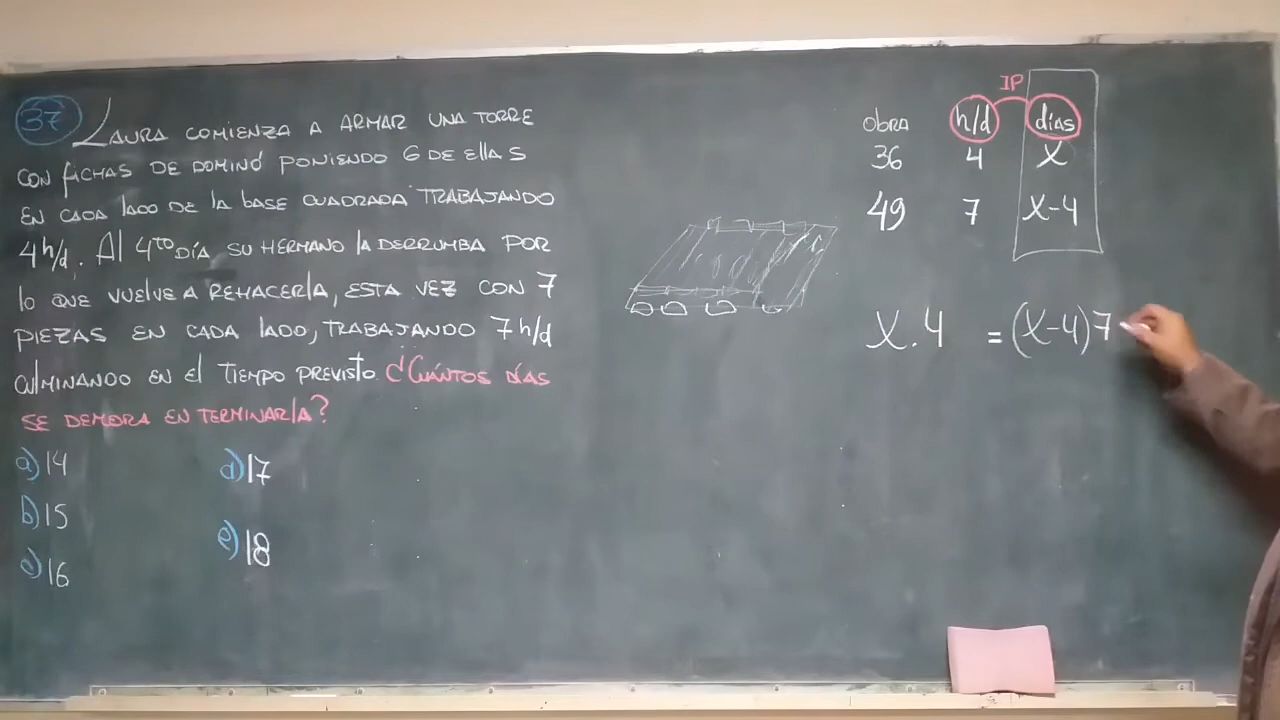 37 LAURA COMIENZA A ARMAR UNA TORRE
CON fICHAS DE DOMINÓ PONIENDO 6 DE EllAS
EN CADA lADO DE lA bASE CUADRADA TRABAJANDO
4h/d. Al 4TO DÍA SU HERMANO lA DERRUMBA POR
lO QUE VUElVE A REHACERlA, ESTA VEZ CON 7
PIEZAS EN CADA lADO, TRABAJANDO 7h/d
CUlMINANDO EN El TIEMPO PREVISTO. ¿CUÁNTOS DÍAS
SE DEMORA EN TERMINARlA?
a) 14
b) 15
c) 16
d) 17
e) 18
IP
OBRA h/d días
36 4 X
49 7 X-4
X.4 = (X-4)7